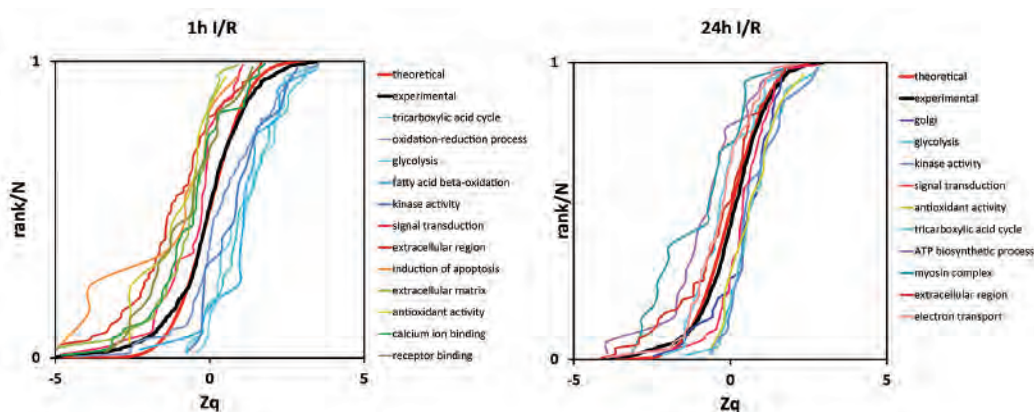 1h I/R
1
rank/N
0
-5
0
5
Zq
theoretical
experimental
tricarboxylic acid cycle
oxidation-reduction process
glycolysis
fatty acid beta-oxidation
kinase activity
signal transduction
extracellular region
induction of apoptosis
extracellular matrix
antioxidant activity
calcium ion binding
receptor binding
24h I/R
1
rank/N
0
-5
0
5
Zq
theoretical
experimental
golgi
glycolysis
kinase activity
signal transduction
antioxidant activity
tricarboxylic acid cycle
ATP biosynthetic process
myosin complex
extracellular region
electron transport